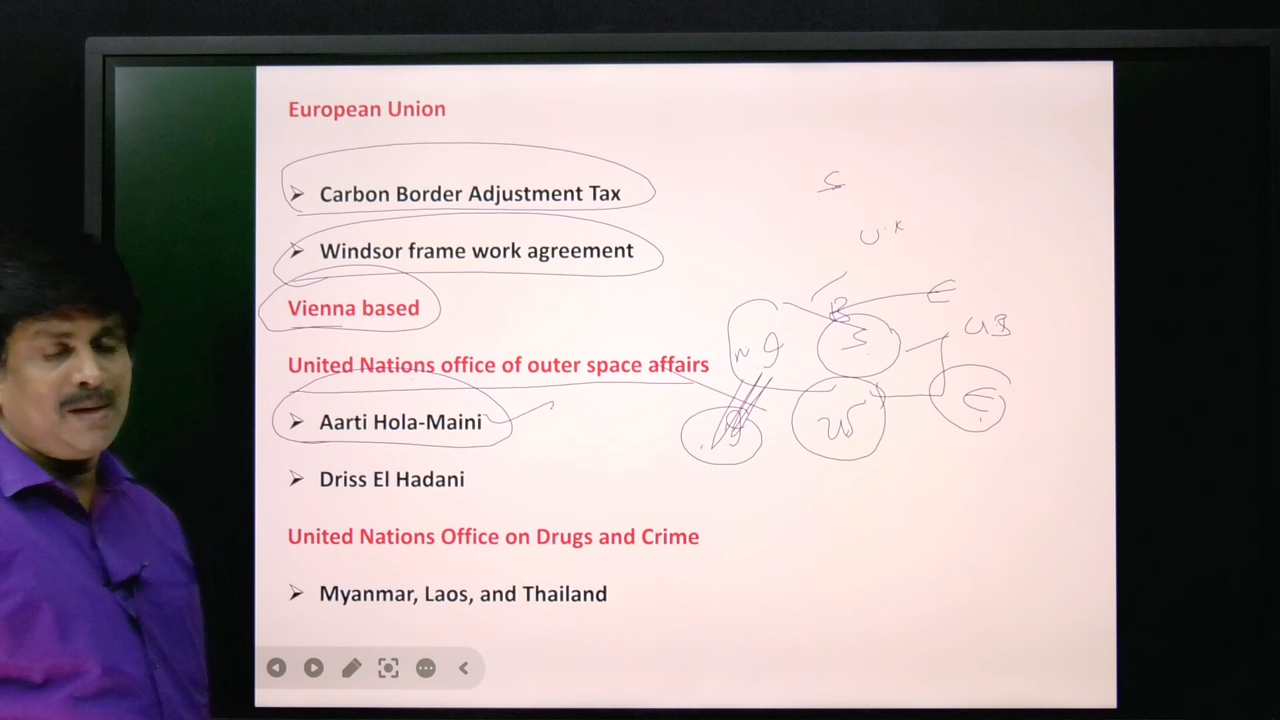 European Union
➢ Carbon Border Adjustment Tax
➢ Windsor frame work agreement
Vienna based
United Nations office of outer space affairs
➢ Aarti Hola-Maini
➢ Driss El Hadani
United Nations Office on Drugs and Crime
➢ Myanmar, Laos, and Thailand
S
U.K
B
E
S
N I
W
E